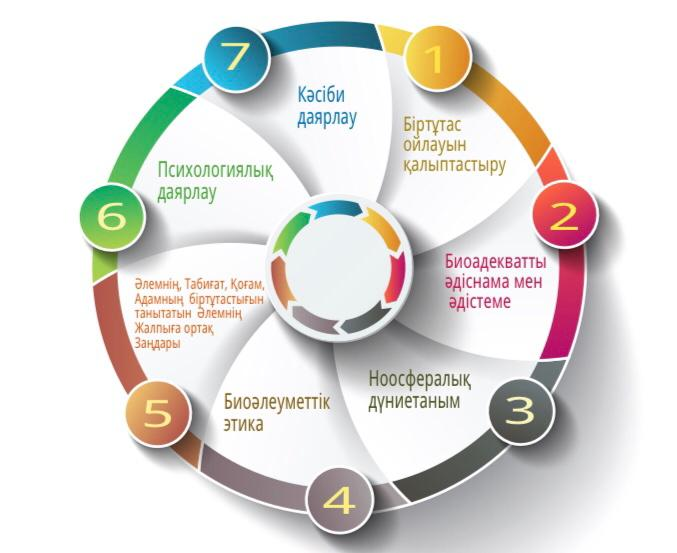 1
Біртұтас
ойлауын
қалыптастыру
2
Биоадекватты
әдіснама мен
әдістеме
3
Ноосфералық
дүниетаным
4
Биоәлеуметтік
этика
5
Әлемнің, Табиғат, Қоғам,
Адамның біртұтастығын
танытатын Әлемнің
Жалпыға ортақ
Заңдары
6
Психологиялық
даярлау
7
Кәсіби
даярлау